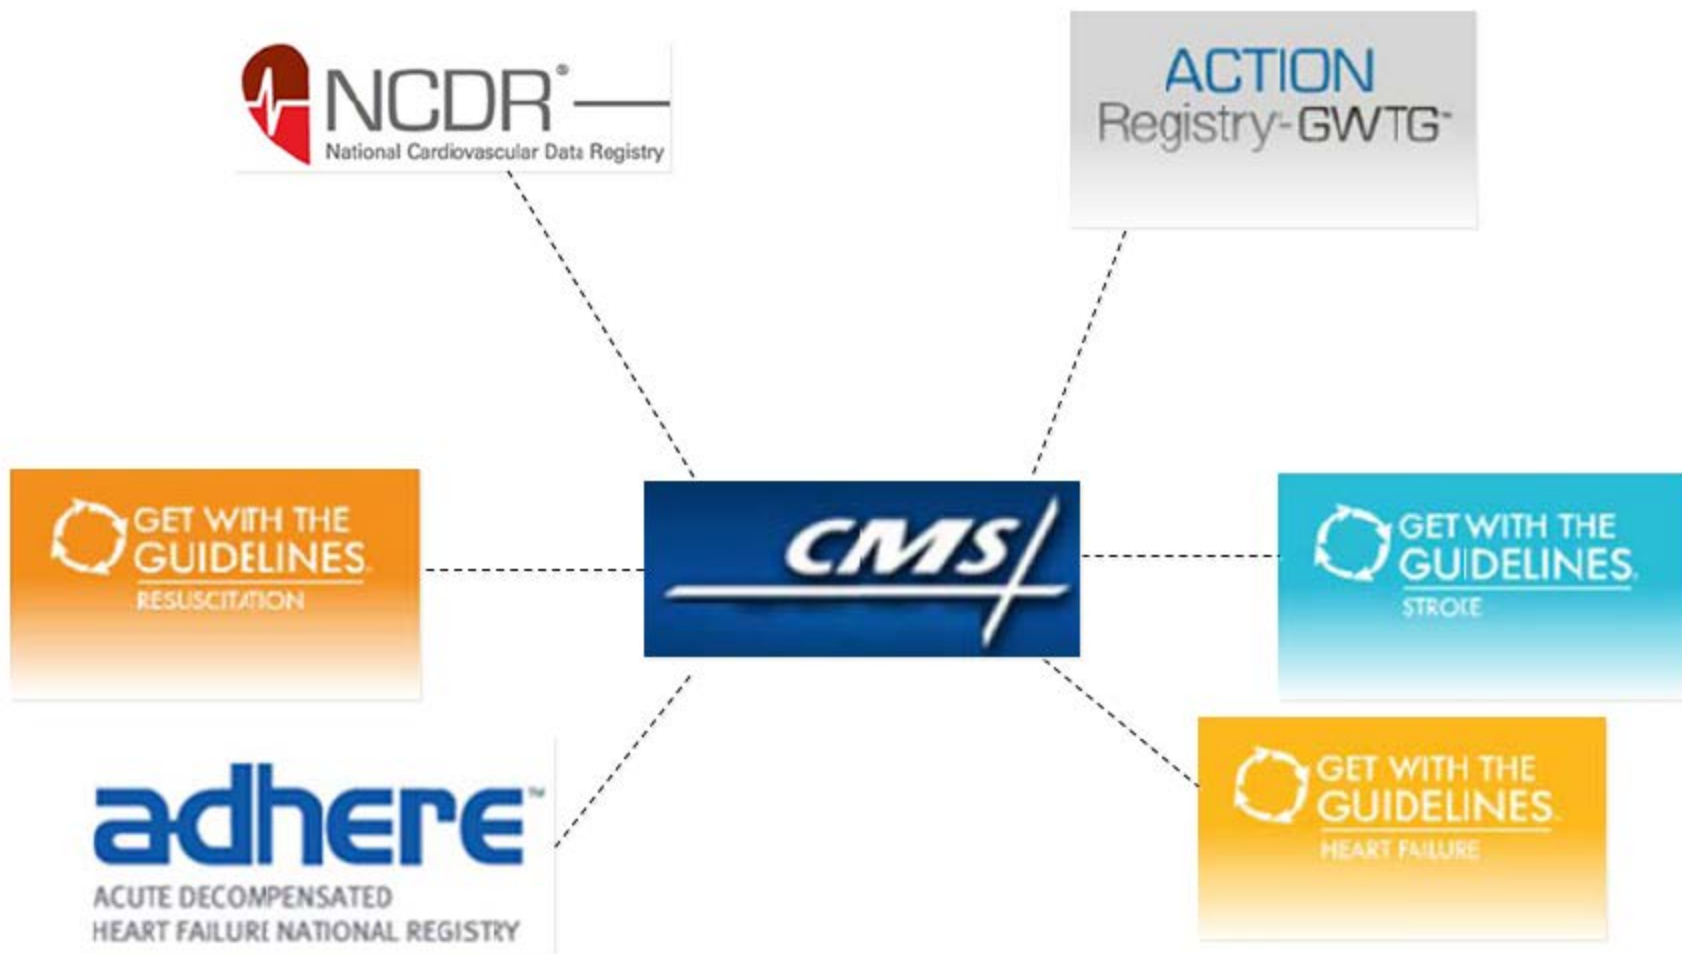 NCDR®
National Cardiovascular Data Registry
ACTION
Registry-GWTG™
GET WITH THE
GUIDELINES.
RESUSCITATION
CMS
GET WITH THE
GUIDELINES.
STROKE
adhere™
ACUTE DECOMPENSATED
HEART FAILURE NATIONAL REGISTRY
GET WITH THE
GUIDELINES.
HEART FAILURE